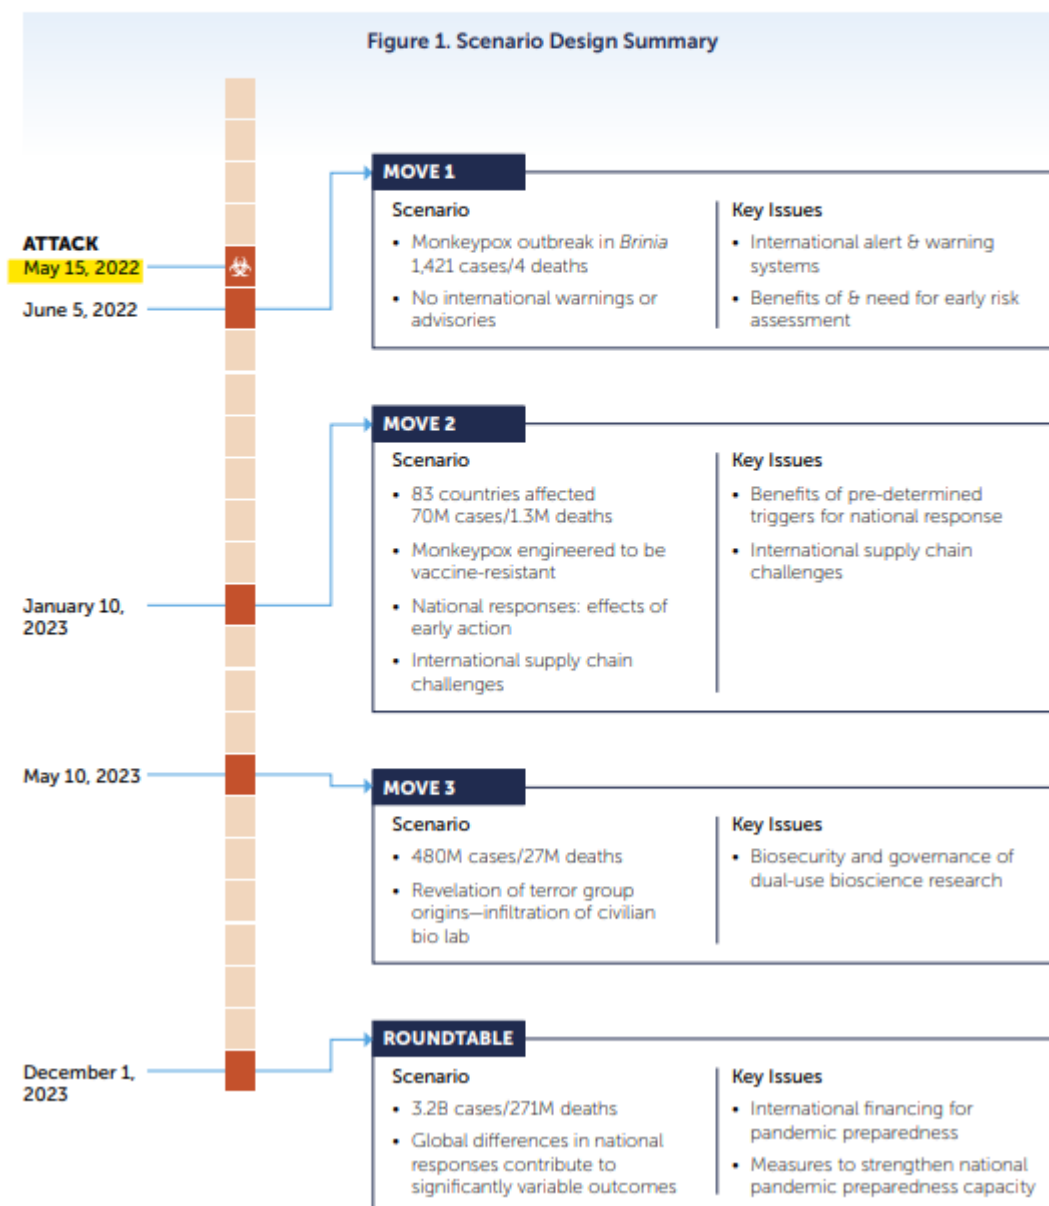 Figure 1. Scenario Design Summary
ATTACK
May 15, 2022
June 5, 2022
MOVE 1
Scenario
• Monkeypox outbreak in Brinia
1,421 cases/4 deaths
• No international warnings or
advisories
Key Issues
• International alert & warning
systems
• Benefits of & need for early risk
assessment
January 10,
2023
MOVE 2
Scenario
• 83 countries affected
70M cases/1.3M deaths
• Monkeypox engineered to be
vaccine-resistant
• National responses: effects of
early action
• International supply chain
challenges
Key Issues
• Benefits of pre-determined
triggers for national response
• International supply chain
challenges
May 10, 2023
MOVE 3
Scenario
• 480M cases/27M deaths
• Revelation of terror group
origins—infiltration of civilian
bio lab
Key Issues
• Biosecurity and governance of
dual-use bioscience research
December 1,
2023
ROUNDTABLE
Scenario
• 3.2B cases/271M deaths
• Global differences in national
responses contribute to
significantly variable outcomes
Key Issues
• International financing for
pandemic preparedness
• Measures to strengthen national
pandemic preparedness capacity